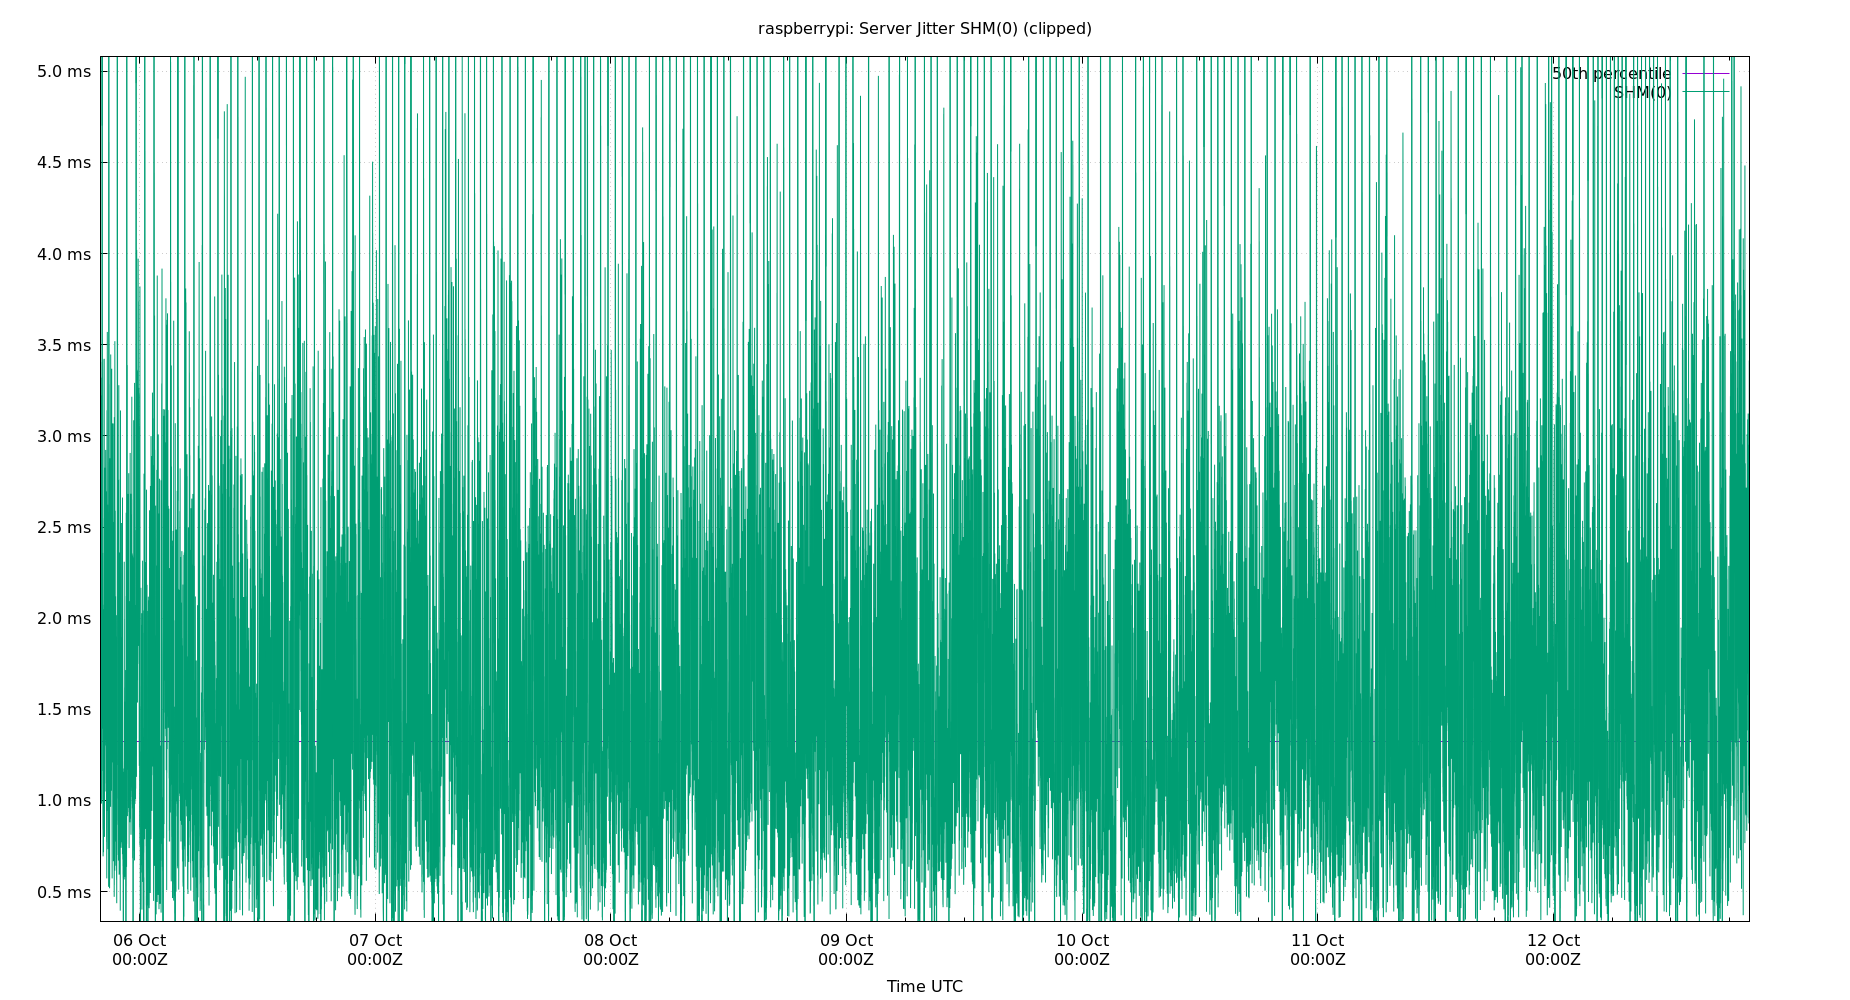 raspberrypi: Server Jitter SHM(0) (clipped)
50th percentile
SHM(0)
5.0 ms
4.5 ms
4.0 ms
3.5 ms
3.0 ms
2.5 ms
2.0 ms
1.5 ms
1.0 ms
0.5 ms
06 Oct 07 Oct 08 Oct 09 Oct 10 Oct 11 Oct 12 Oct
00:00Z 00:00Z 00:00Z 00:00Z 00:00Z 00:00Z 00:00Z
Time UTC